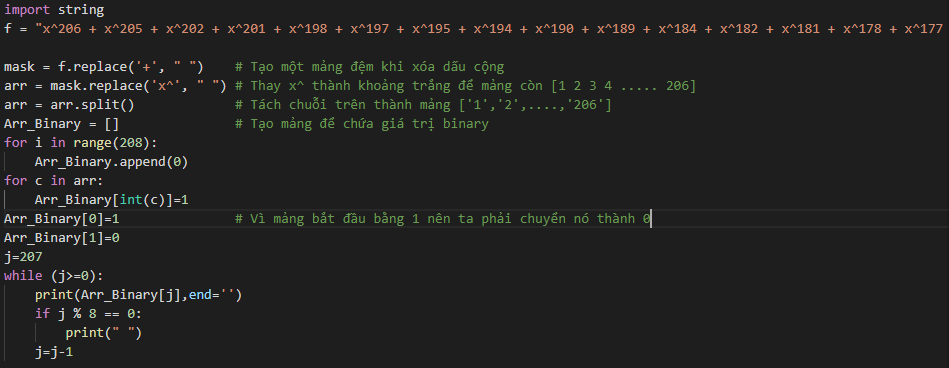 import string
f = "x^206 + x^205 + x^202 + x^201 + x^198 + x^197 + x^195 + x^194 + x^190 + x^189 + x^184 + x^182 + x^181 + x^178 + x^177
mask = f.replace('+', " ")    # Tạo một mảng đệm khi xóa dấu cộng
arr = mask.replace('x^', " ") # Thay x^ thành khoảng trắng để mảng còn [1 2 3 4 ..... 206]
arr = arr.split()             # Tách chuỗi trên thành mảng ['1','2',....,'206']
Arr_Binary = []               # Tạo mảng để chứa giá trị binary
for i in range(208):
    Arr_Binary.append(0)
for c in arr:
    Arr_Binary[int(c)]=1
Arr_Binary[0]=1               # Vì mảng bắt đầu bằng 1 nên ta phải chuyển nó thành 0
Arr_Binary[1]=0
j=207
while (j>=0):
    print(Arr_Binary[j],end='')
    if j % 8 == 0:
        print(" ")
    j=j-1